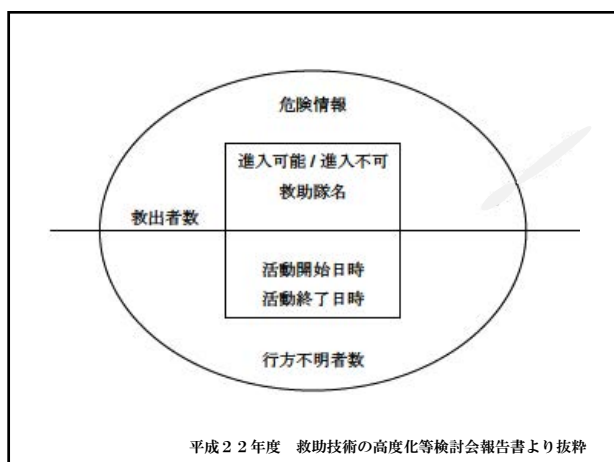 危険情報
進入可能 / 進入不可
救助隊名
救出者数
活動開始日時
活動終了日時
行方不明者数
平成２２年度　救助技術の高度化等検討会報告書より抜粋